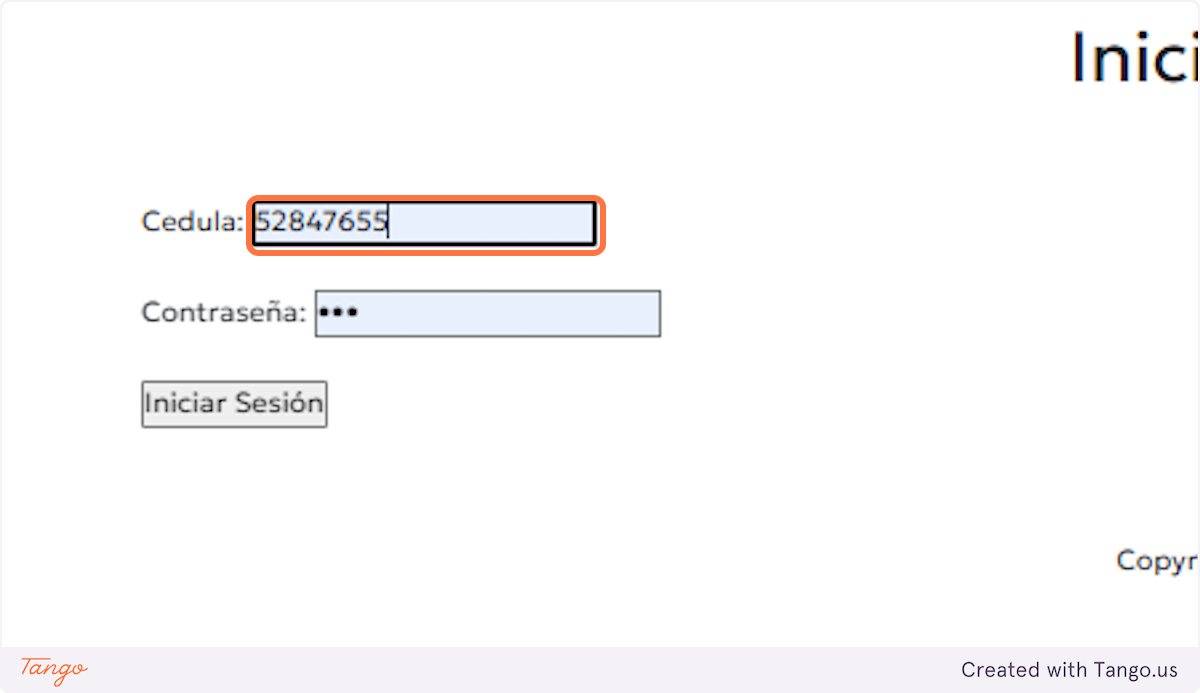 Inici
Cedula: 52847655
Contraseña: •••
Iniciar Sesión
Copyr
Tango
Created with Tango.us